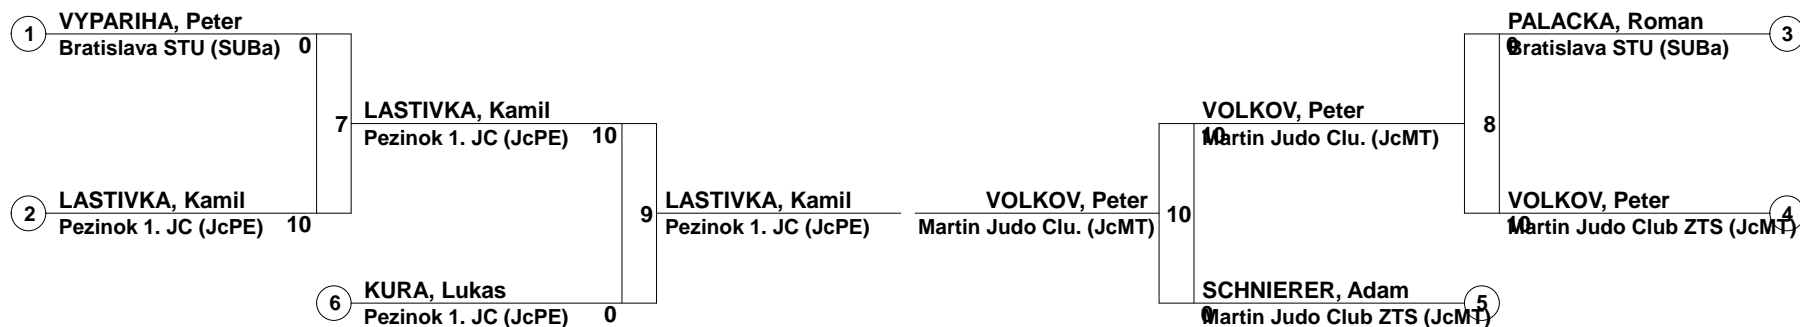 1
VYPARIHA, Peter
Bratislava STU (SUBa)
0
7
2
LASTIVKA, Kamil
Pezinok 1. JC (JcPE)
10
LASTIVKA, Kamil
Pezinok 1. JC (JcPE)
10
9
6
KURA, Lukas
Pezinok 1. JC (JcPE)
0
LASTIVKA, Kamil
Pezinok 1. JC (JcPE)
VOLKOV, Peter
Martin Judo Clu. (JcMT)
10
VOLKOV, Peter
10
Martin Judo Clu. (JcMT)
SCHNIERER, Adam
0
Martin Judo Club ZTS (JcMT)
5
8
PALACKA, Roman
0
Bratislava STU (SUBa)
3
VOLKOV, Peter
10
Martin Judo Club ZTS (JcMT)
4